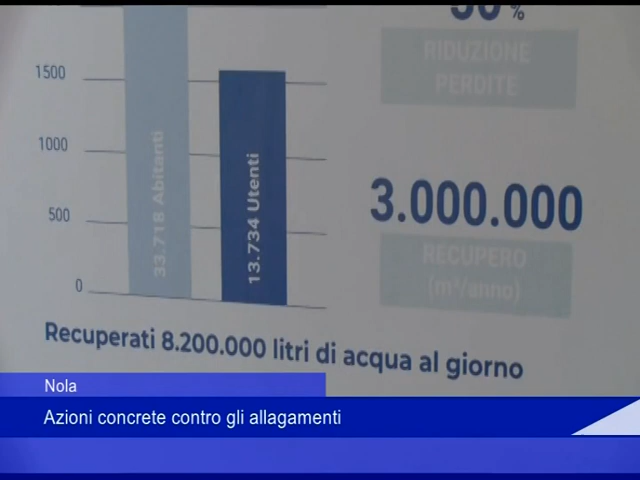 %
RIDUZIONE
PERDITE
1500
1000
500
0
33.718 Abitanti
13.734 Utenti
3.000.000
RECUPERO
(m³/anno)
Recuperati 8.200.000 litri di acqua al giorno
Nola
Azioni concrete contro gli allagamenti